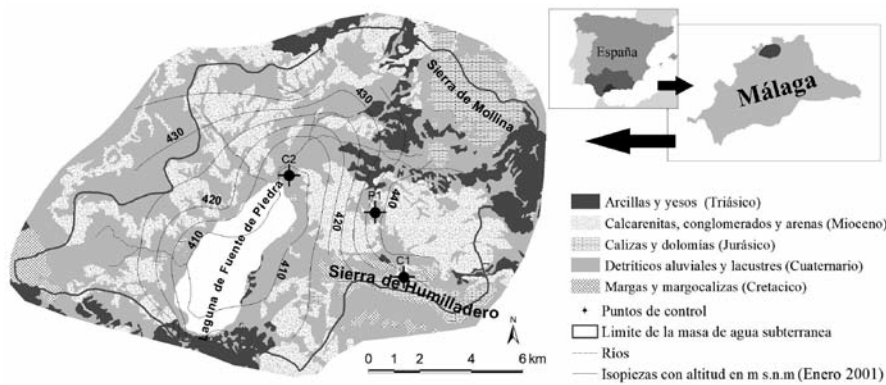 España
Málaga
Sierra de Mollina
430
430
C2
P1
440
420
420
410
410
C1
Laguna de Fuente de Piedra
Sierra de Humilladero
N
0 1 2 4 6 km
Arcillas y yesos (Triásico)
Calcarenitas, conglomerados y arenas (Mioceno)
Calizas y dolomias (Jurásico)
Detríticos aluviales y lacustres (Cuaternario)
Margas y margocalizas (Cretacico)
Puntos de control
Limite de la masa de agua subterranea
Ríos
Isopiezas con altitud en m s.n.m (Enero 2001)